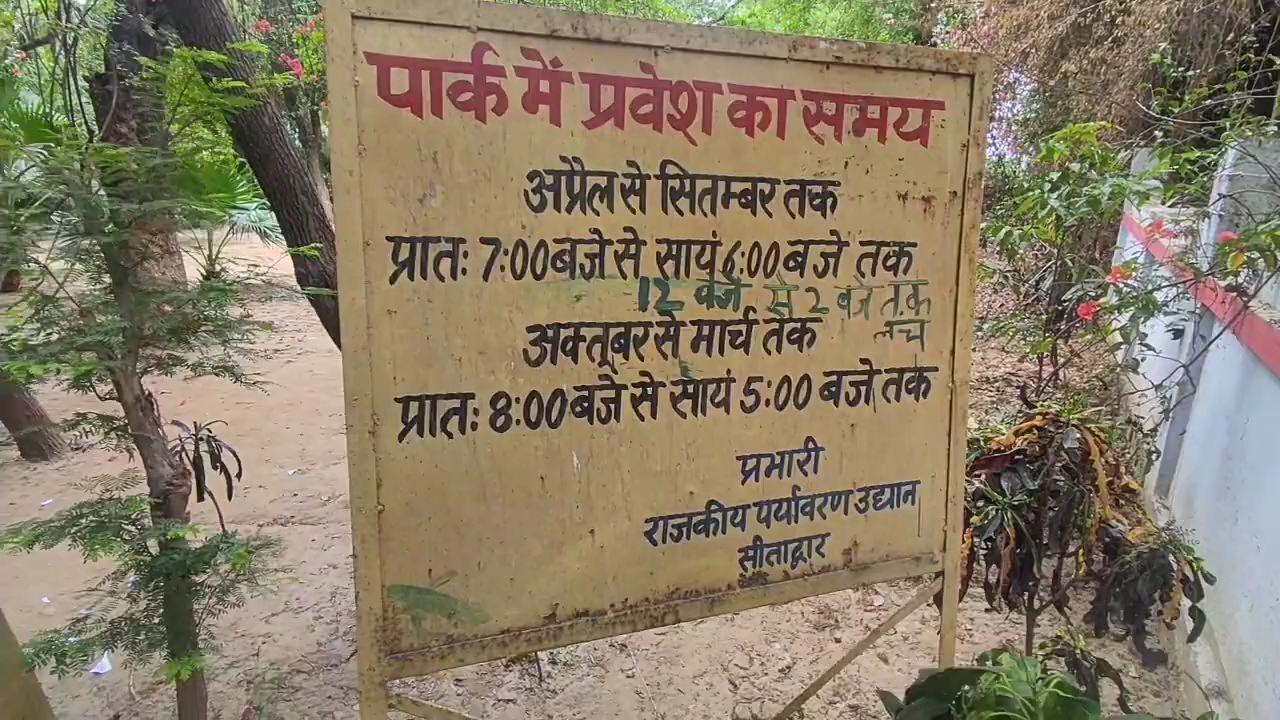 पार्क में प्रवेश का समय
अप्रैल से सितम्बर तक
प्रातः 7:00 बजे से सायं 6:00 बजे तक
12 बजे से 2 बजे तक
लंच
अक्तूबर से मार्च तक
प्रातः 8:00 बजे से सायं 5:00 बजे तक
प्रभारी
राजकीय पर्यावरण उद्यान
सीताद्वार